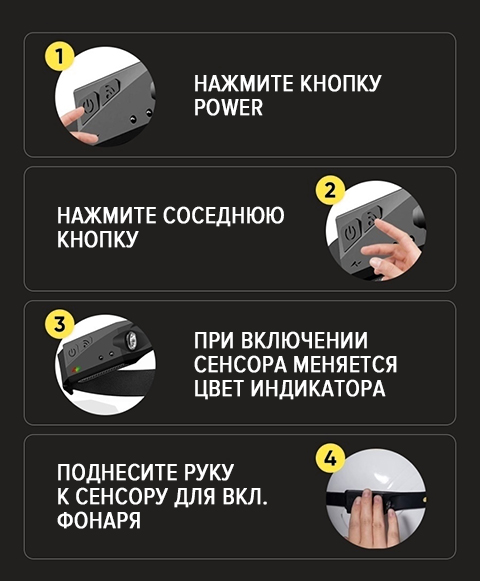 1
НАЖМИТЕ КНОПКУ
POWER
2
НАЖМИТЕ СОСЕДНЮЮ
КНОПКУ
3
ПРИ ВКЛЮЧЕНИИ
СЕНСОРА МЕНЯЕТСЯ
ЦВЕТ ИНДИКАТОРА
4
ПОДНЕСИТЕ РУКУ
К СЕНСОРУ ДЛЯ ВКЛ.
ФОНАРЯ